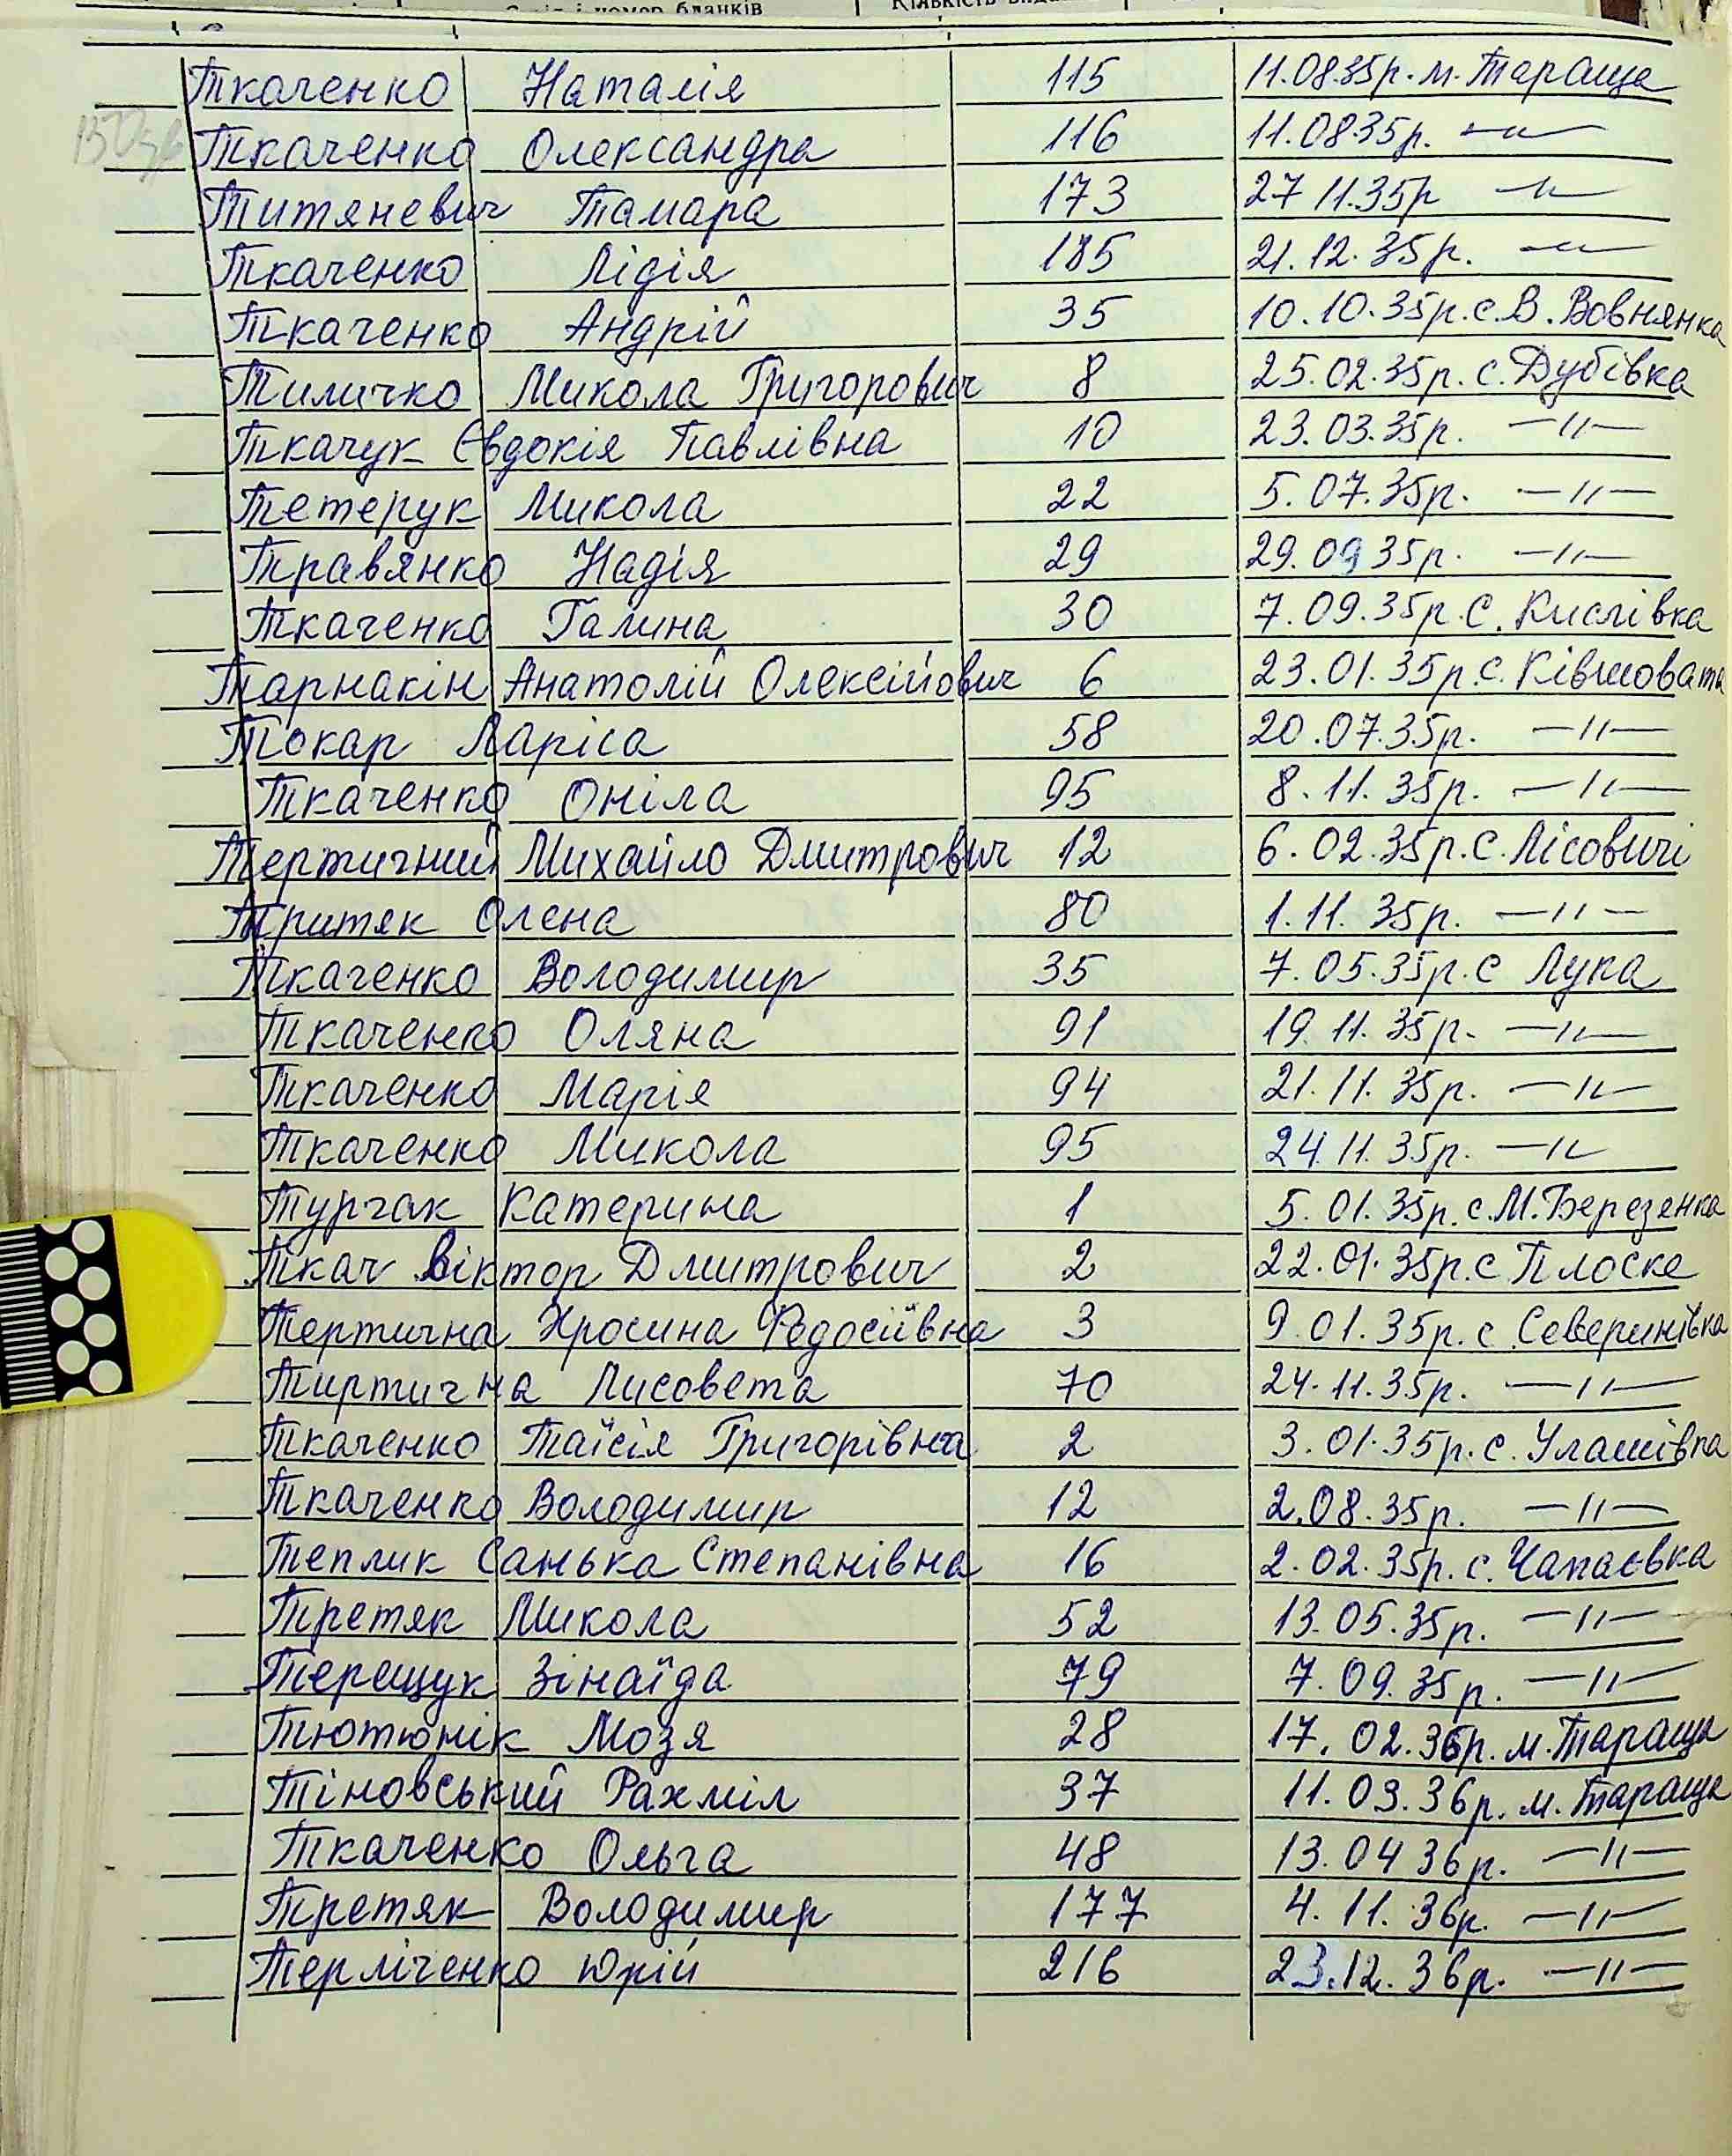 номер бланків
Ткаченко Наталія 115 11.08.35р. м. Тараща
Ткаченко Олександра 116 11.08.35р. —"—
Титяневич Тамара 173 27 11.35р —"—
Ткаченко Лідія 185 21.12.35р. —"—
Ткаченко Андрій 35 10.10.35р. с. В. Вовнянка
Тиличко Микола Григорович 8 25.02.35р. с. Дубівка
Ткачук Євдокія Павлівна 10 23.03.35р. —"—
Тетерук Микола 22 5.07.35р. —"—
Травянко Надія 29 29.09 35р. —"—
Ткаченко Галина 30 7.09.35р. с. Кислівка
Тарнакін Анатолій Олексійович 6 23.01.35р. с. Ківшовата
Токар Ларіса 58 20.07.35р. —"—
Ткаченко Оніла 95 8.11.35р. —"—
Тертичний Михайло Дмитрович 12 6.02.35р. с. Лісовичі
Тритяк Олена 80 1.11.35р. —"—
Ткаченко Володимир 35 7.05.35р. с Лука
Ткаченко Оляна 91 19.11.35р. —"—
Ткаченко Марія 94 21.11.35р. —"—
Ткаченко Микола 95 24.11.35р. —"—
Турчак Катерина 1 5.01.35р. с. М. Березенка
Ткач Віктор Дмитрович 2 22.01.35р. с Плоске
Тертична Хросина Федосіївна 3 9.01.35р. с. Северинівка
Тиртична Лисовета 70 24.11.35р. —"—
Ткаченко Таїсія Григорівна 2 3.01.35р. с. Улашівка
Ткаченко Володимир 12 2.08.35р. —"—
Теплик Санька Степанівна 16 2.02.35р. с. Чапаєвка
Третяк Микола 52 13.05.35р. —"—
Терещук Зінаїда 79 7.09.35р. —"—
Тютюнік Мозя 28 17.02.36р. м. Тараща
Тіновський Рахміл 37 11.03.36р. м. Тараща
Ткаченко Ольга 48 13.04 36р. —"—
Третяк Володимир 177 4.11.36р. —"—
Терліченко Юрій 216 23.12.36р. —"—